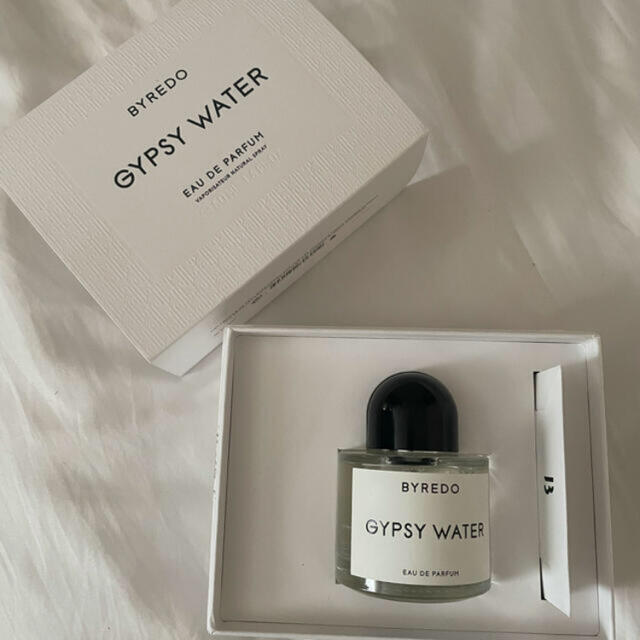 BYREDO
GYPSY WATER
EAU DE PARFUM
VAPORISATEUR NATURAL SPRAY
BYREDO
GYPSY WATER
EAU DE PARFUM
B